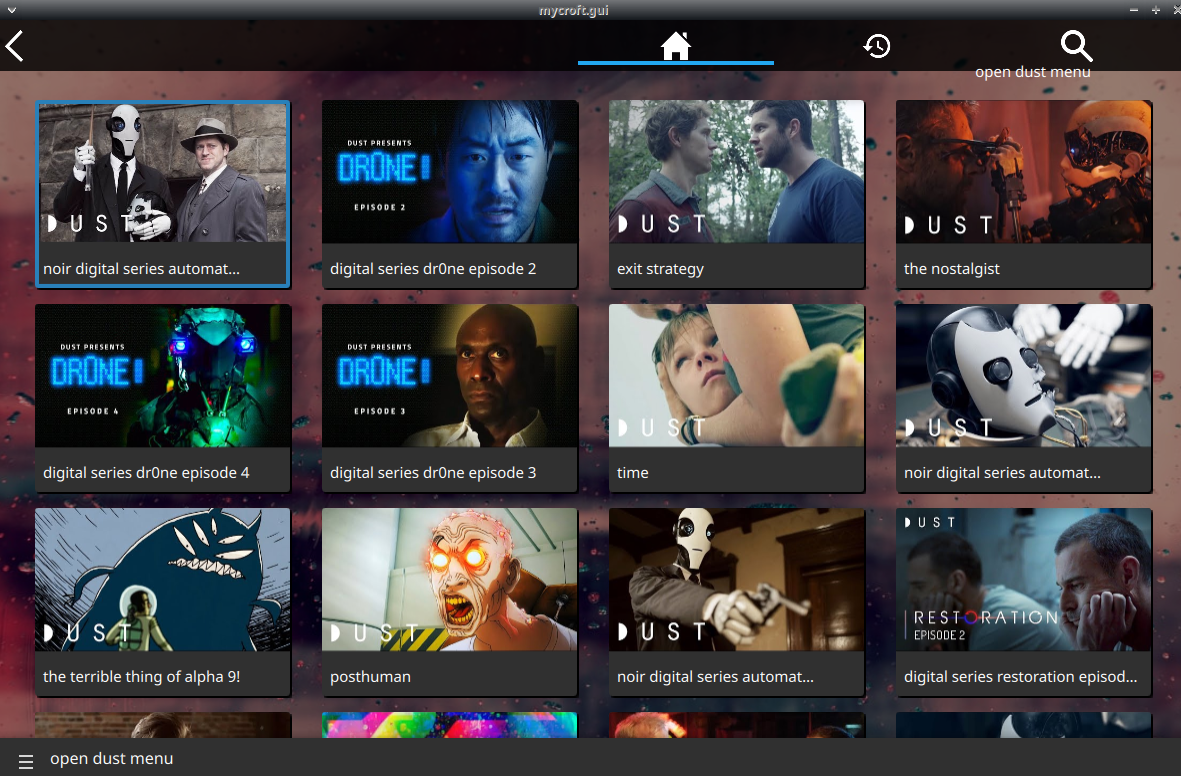 mycroft.gui
open dust menu
DUST
noir digital series automat...
DUST PRESENTS
DR0NE
EPISODE 2
digital series dr0ne episode 2
DUST
exit strategy
DUST
the nostalgist
DUST PRESENTS
DR0NE
EPISODE 4
digital series dr0ne episode 4
DUST PRESENTS
DR0NE
EPISODE 3
digital series dr0ne episode 3
DUST
time
DUST
noir digital series automat...
DUST
the terrible thing of alpha 9!
DUST
posthuman
DUST
noir digital series automat...
DUST
RESTORATION
EPISODE 2
digital series restoration episod...
open dust menu